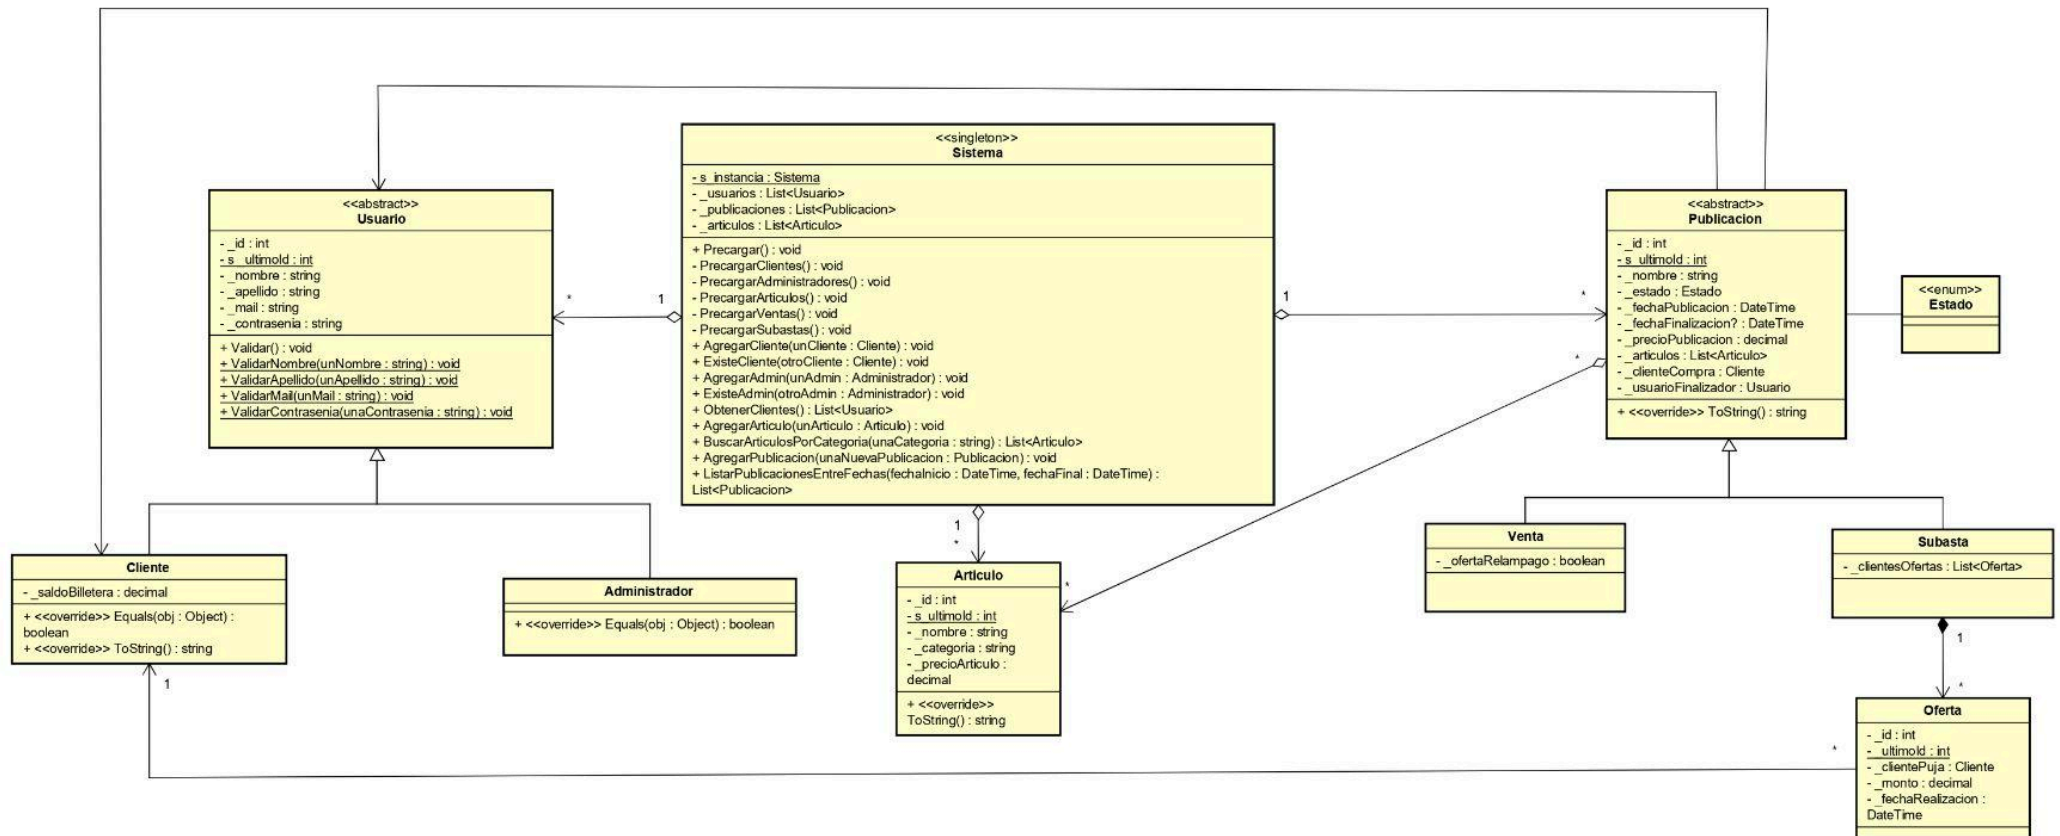 <<singleton>>
Sistema
- s_instancia : Sistema
- _usuarios : List<Usuario>
- _publicaciones : List<Publicacion>
- _articulos : List<Articulo>
+ Precargar() : void
- PrecargarClientes() : void
- PrecargarAdministradores() : void
- PrecargarArticulos() : void
- PrecargarVentas() : void
- PrecargarSubastas() : void
+ AgregarCliente(unCliente : Cliente) : void
+ ExisteCliente(otroCliente : Cliente) : void
+ AgregarAdmin(unAdmin : Administrador) : void
+ ExisteAdmin(otroAdmin : Administrador) : void
+ ObtenerClientes() : List<Usuario>
+ AgregarArticulo(unArticulo : Articulo) : void
+ BuscarArticulosPorCategoria(unaCategoria : string) : List<Articulo>
+ AgregarPublicacion(unaNuevaPublicacion : Publicacion) : void
+ ListarPublicacionesEntreFechas(fechaInicio : DateTime, fechaFinal : DateTime) :
List<Publicacion>
<<abstract>>
Usuario
- _id : int
- s_ultimoId : int
- _nombre : string
- _apellido : string
- _mail : string
- _contrasenia : string
+ Validar() : void
+ ValidarNombre(unNombre : string) : void
+ ValidarApellido(unApellido : string) : void
+ ValidarMail(unMail : string) : void
+ ValidarContrasenia(unaContrasenia : string) : void
* 1
<<abstract>>
Publicacion
- _id : int
- s_ultimoId : int
- _nombre : string
- _estado : Estado
- _fechaPublicacion : DateTime
- _fechaFinalizacion? : DateTime
- _precioPublicacion : decimal
- _articulos : List<Articulo>
- _clienteCompra : Cliente
- _usuarioFinalizador : Usuario
+ <<override>> ToString() : string
1 *
*
<<enum>>
Estado
Cliente
- _saldoBilletera : decimal
+ <<override>> Equals(obj : Object) :
boolean
+ <<override>> ToString() : string
1
Administrador
+ <<override>> Equals(obj : Object) : boolean
1
*
Articulo
- _id : int
- s_ultimoId : int
- _nombre : string
- _categoria : string
- _precioArticulo :
decimal
+ <<override>>
ToString() : string
*
Venta
- _ofertaRelampago : boolean
Subasta
- _clientesOfertas : List<Oferta>
1
*
Oferta
- _id : int
- _ultimoId : int
- _clientePuja : Cliente
- _monto : decimal
- _fechaRealizacion :
DateTime
*